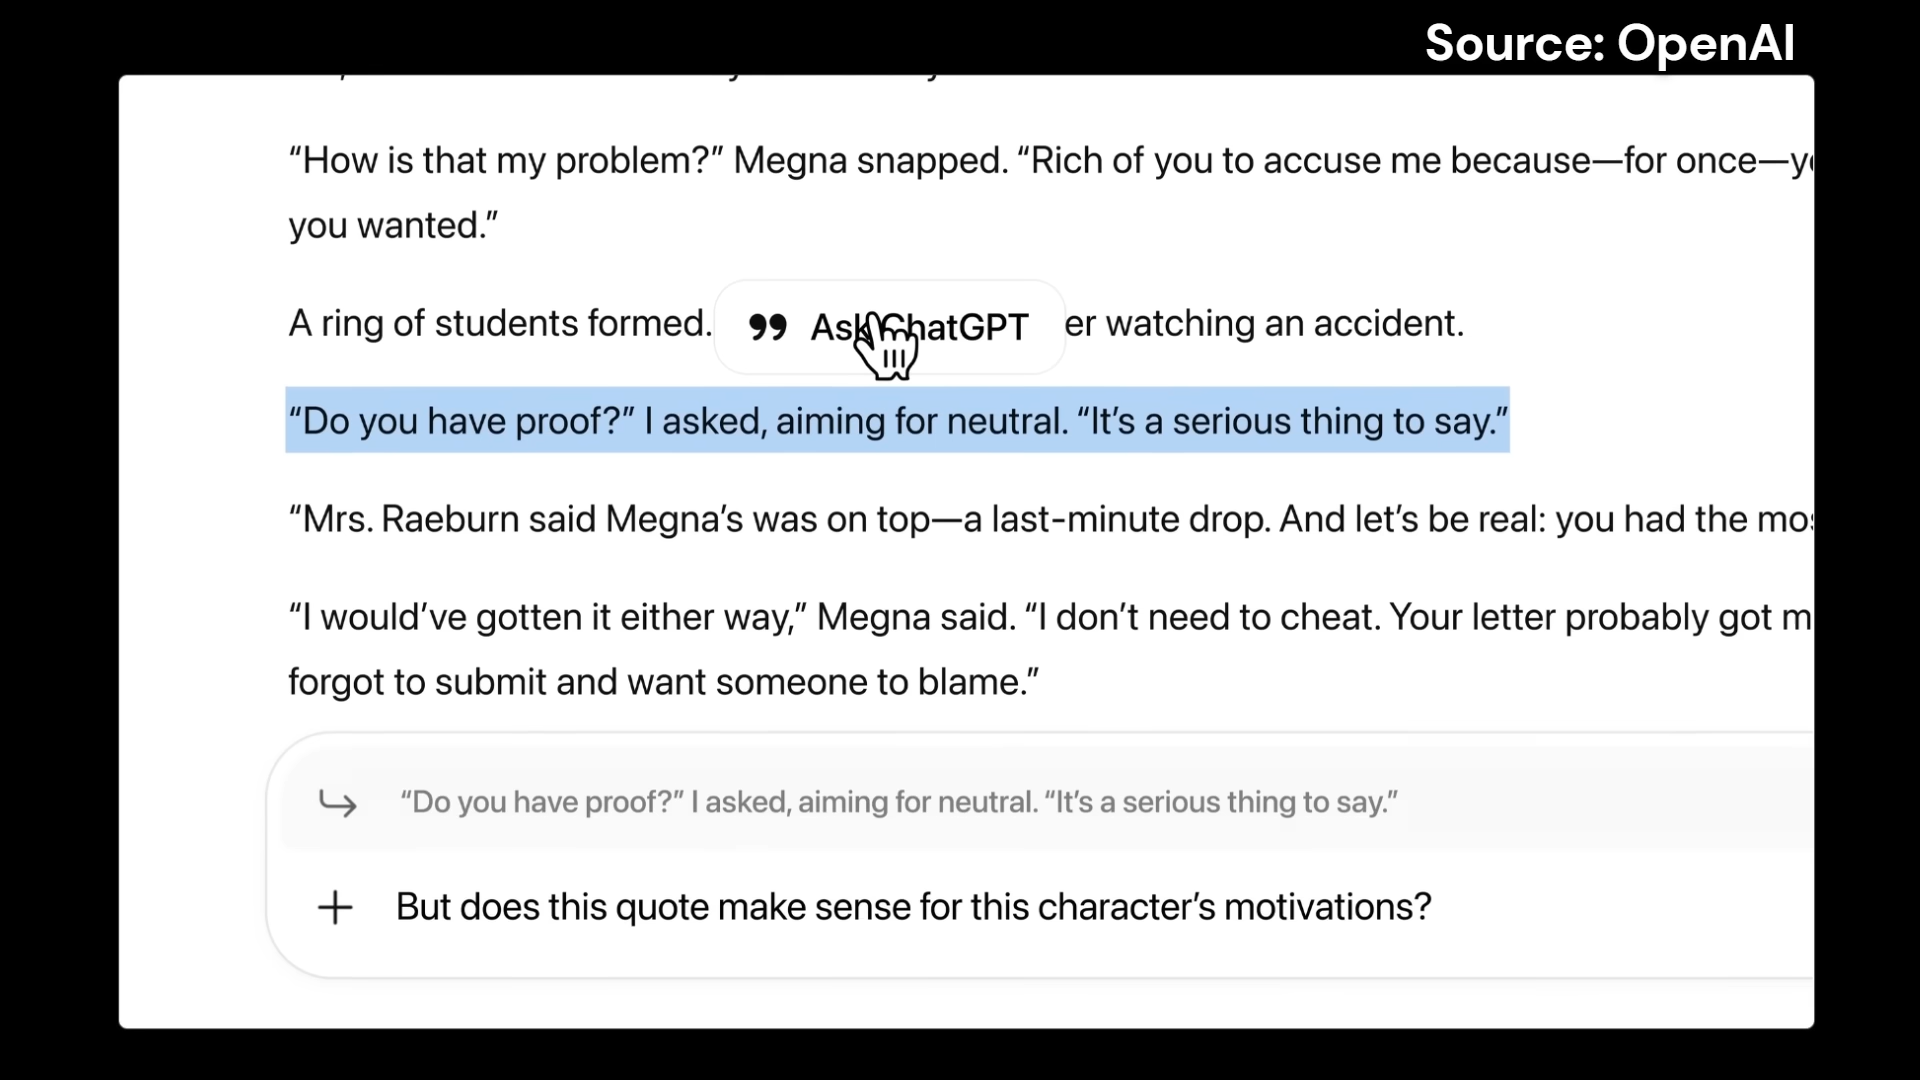 Source: OpenAI
“How is that my problem?” Megna snapped. “Rich of you to accuse me because—for once—
you wanted.”
A ring of students formed.
Ask ChatGPT
watching an accident.
“Do you have proof?” I asked, aiming for neutral. “It’s a serious thing to say.”
“Mrs. Raeburn said Megna’s was on top—a last-minute drop. And let’s be real: you had the
“I would’ve gotten it either way,” Megna said. “I don’t need to cheat. Your letter probably got
forgot to submit and want someone to blame.”
“Do you have proof?” I asked, aiming for neutral. “It’s a serious thing to say.”
But does this quote make sense for this character’s motivations?